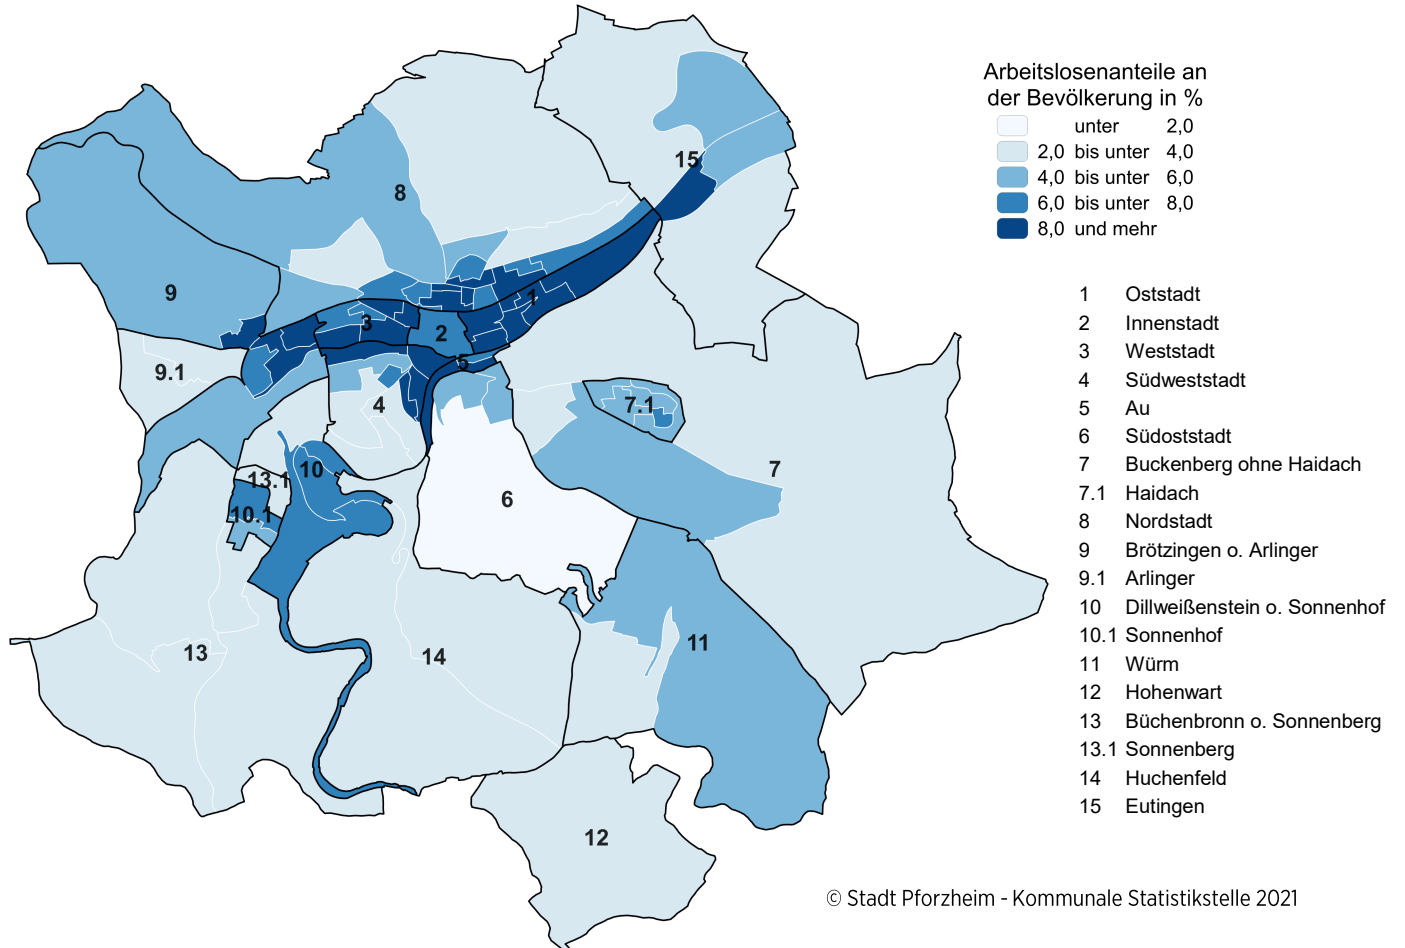 Arbeitslosenanteile an
der Bevölkerung in %
unter 2,0
2,0 bis unter 4,0
4,0 bis unter 6,0
6,0 bis unter 8,0
8,0 und mehr
15
8
9
1
3
2
5
9.1
4
7.1
10
7
13.1
6
10.1
11
13
14
12
1 Oststadt
2 Innenstadt
3 Weststadt
4 Südweststadt
5 Au
6 Südoststadt
7 Buckenberg ohne Haidach
7.1 Haidach
8 Nordstadt
9 Brötzingen o. Arlinger
9.1 Arlinger
10 Dillweißenstein o. Sonnenhof
10.1 Sonnenhof
11 Würm
12 Hohenwart
13 Büchenbronn o. Sonnenberg
13.1 Sonnenberg
14 Huchenfeld
15 Eutingen
© Stadt Pforzheim - Kommunale Statistikstelle 2021